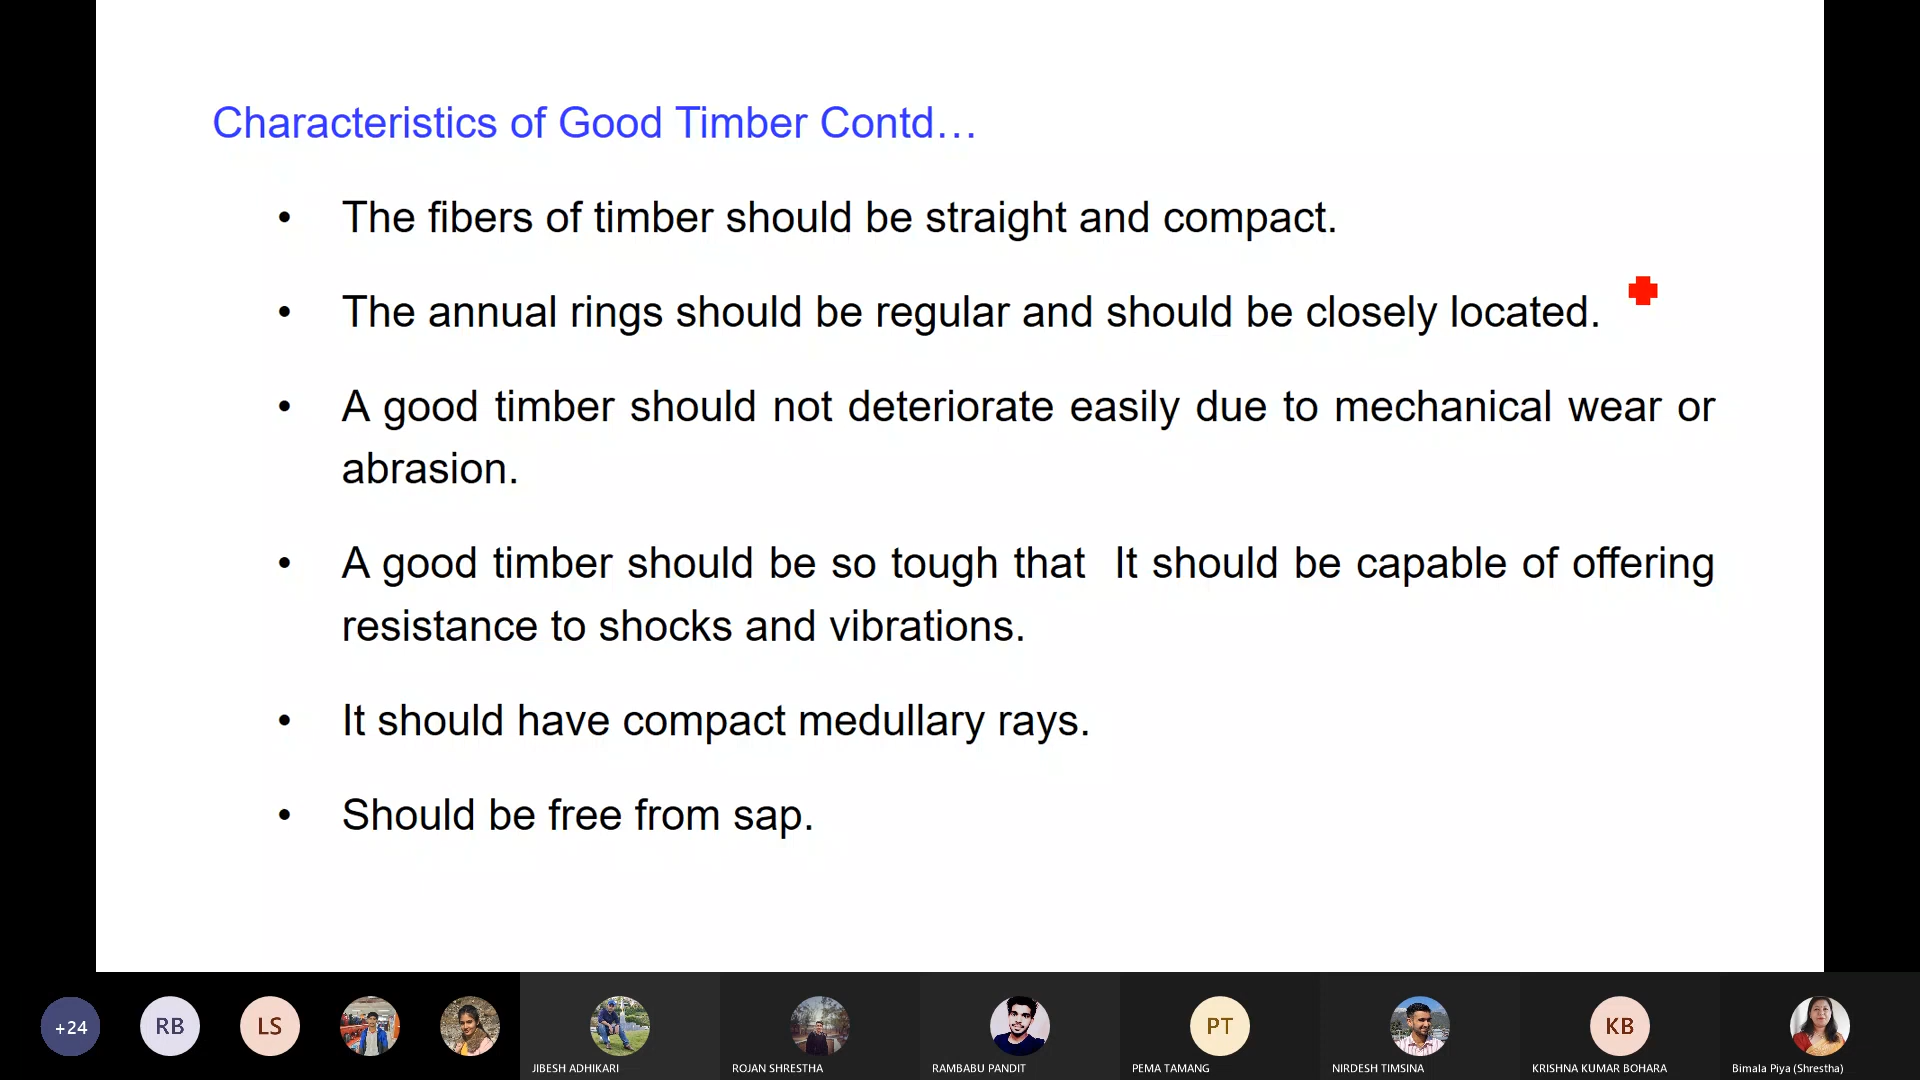 Characteristics of Good Timber Contd…
• The fibers of timber should be straight and compact.
• The annual rings should be regular and should be closely located.
• A good timber should not deteriorate easily due to mechanical wear or
abrasion.
• A good timber should be so tough that  It should be capable of offering
resistance to shocks and vibrations.
• It should have compact medullary rays.
• Should be free from sap.
+24
RB
LS
PT
KB
JIBESH ADHIKARI
ROJAN SHRESTHA
RAMBABU PANDIT
PEMA TAMANG
NIRDESH TIMSINA
KRISHNA KUMAR BOHARA
Bimala Piya (Shrestha)